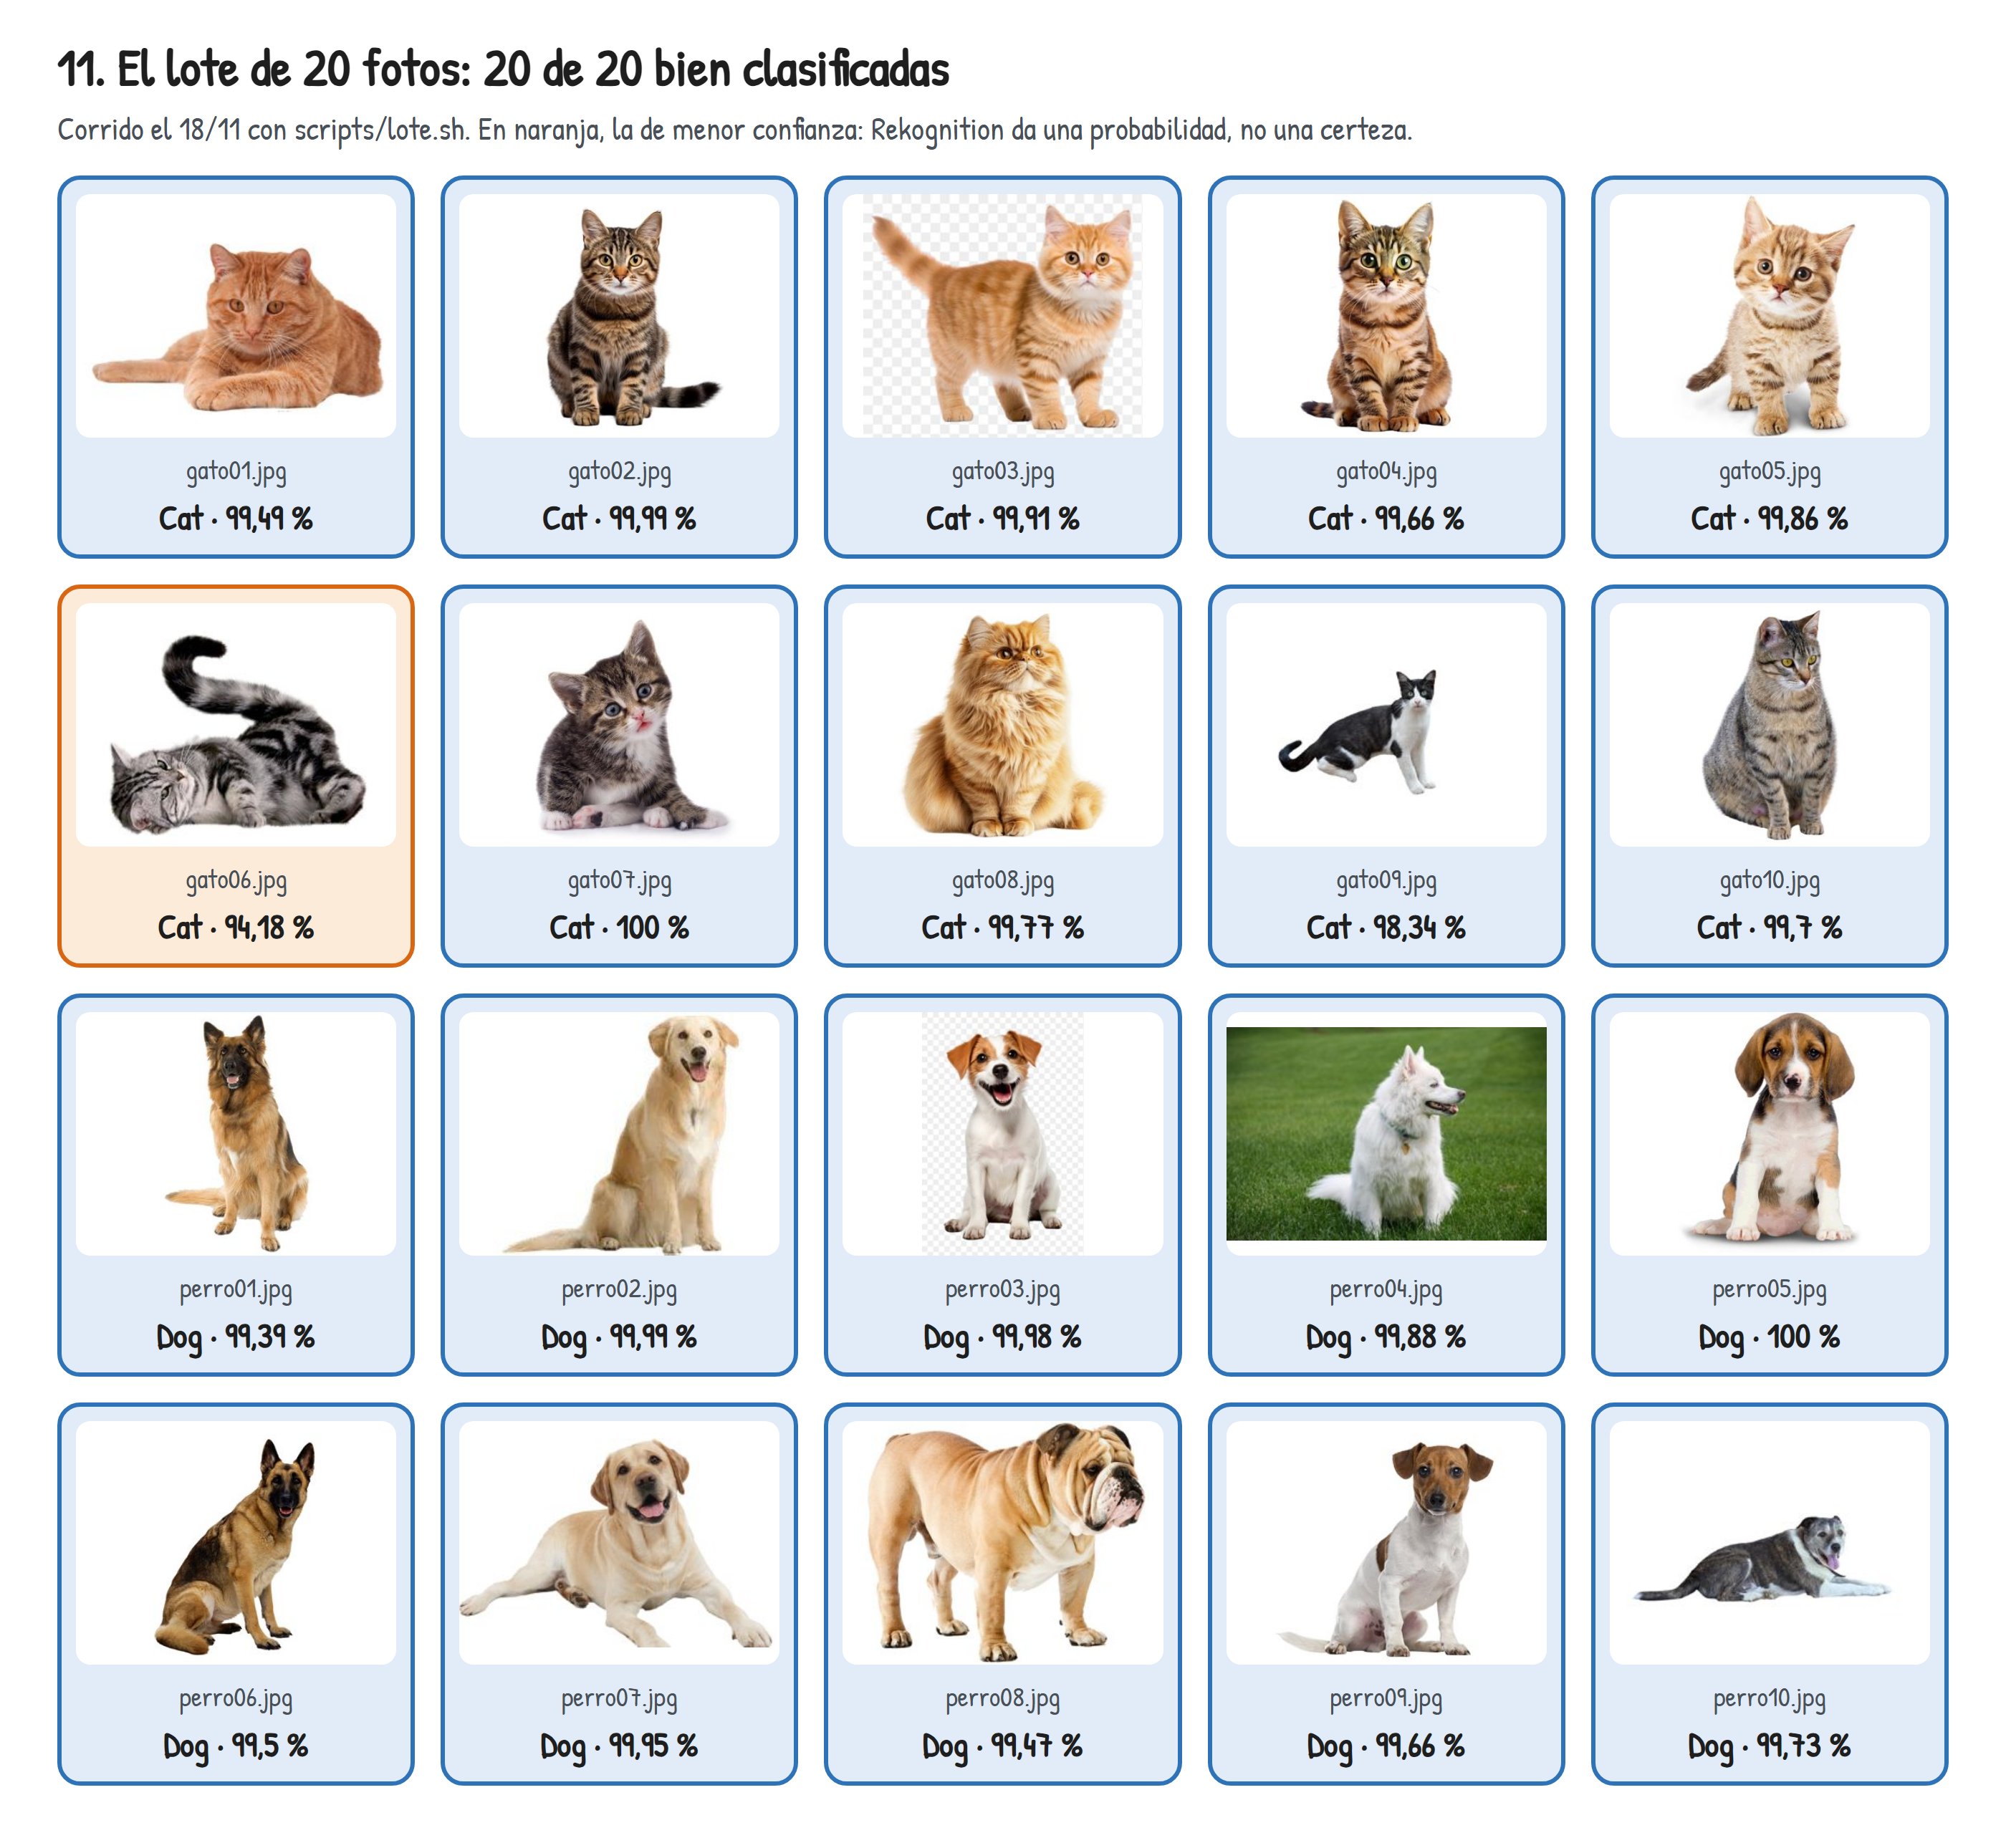 11. El lote de 20 fotos: 20 de 20 bien clasificadas
Corrido el 18/11 con scripts/lote.sh. En naranja, la de menor confianza: Rekognition da una probabilidad, no una certeza.
gato01.jpg
Cat · 99,49 %
gato02.jpg
Cat · 99,99 %
gato03.jpg
Cat · 99,91 %
gato04.jpg
Cat · 99,66 %
gato05.jpg
Cat · 99,86 %
gato06.jpg
Cat · 94,18 %
gato07.jpg
Cat · 100 %
gato08.jpg
Cat · 99,77 %
gato09.jpg
Cat · 98,34 %
gato10.jpg
Cat · 99,7 %
perro01.jpg
Dog · 99,39 %
perro02.jpg
Dog · 99,99 %
perro03.jpg
Dog · 99,98 %
perro04.jpg
Dog · 99,88 %
perro05.jpg
Dog · 100 %
perro06.jpg
Dog · 99,5 %
perro07.jpg
Dog · 99,95 %
perro08.jpg
Dog · 99,47 %
perro09.jpg
Dog · 99,66 %
perro10.jpg
Dog · 99,73 %